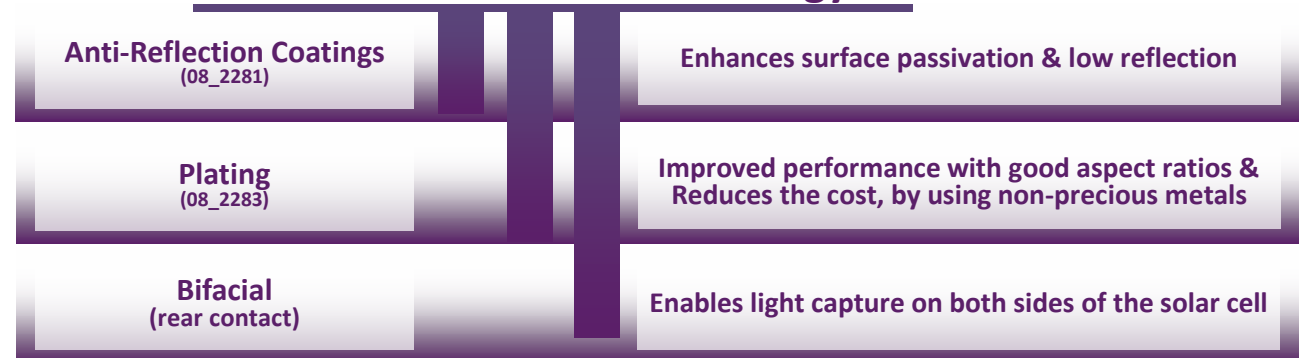 Anti-Reflection Coatings
(08_2281)
Enhances surface passivation & low reflection
Plating
(08_2283)
Improved performance with good aspect ratios &
Reduces the cost, by using non-precious metals
Bifacial
(rear contact)
Enables light capture on both sides of the solar cell